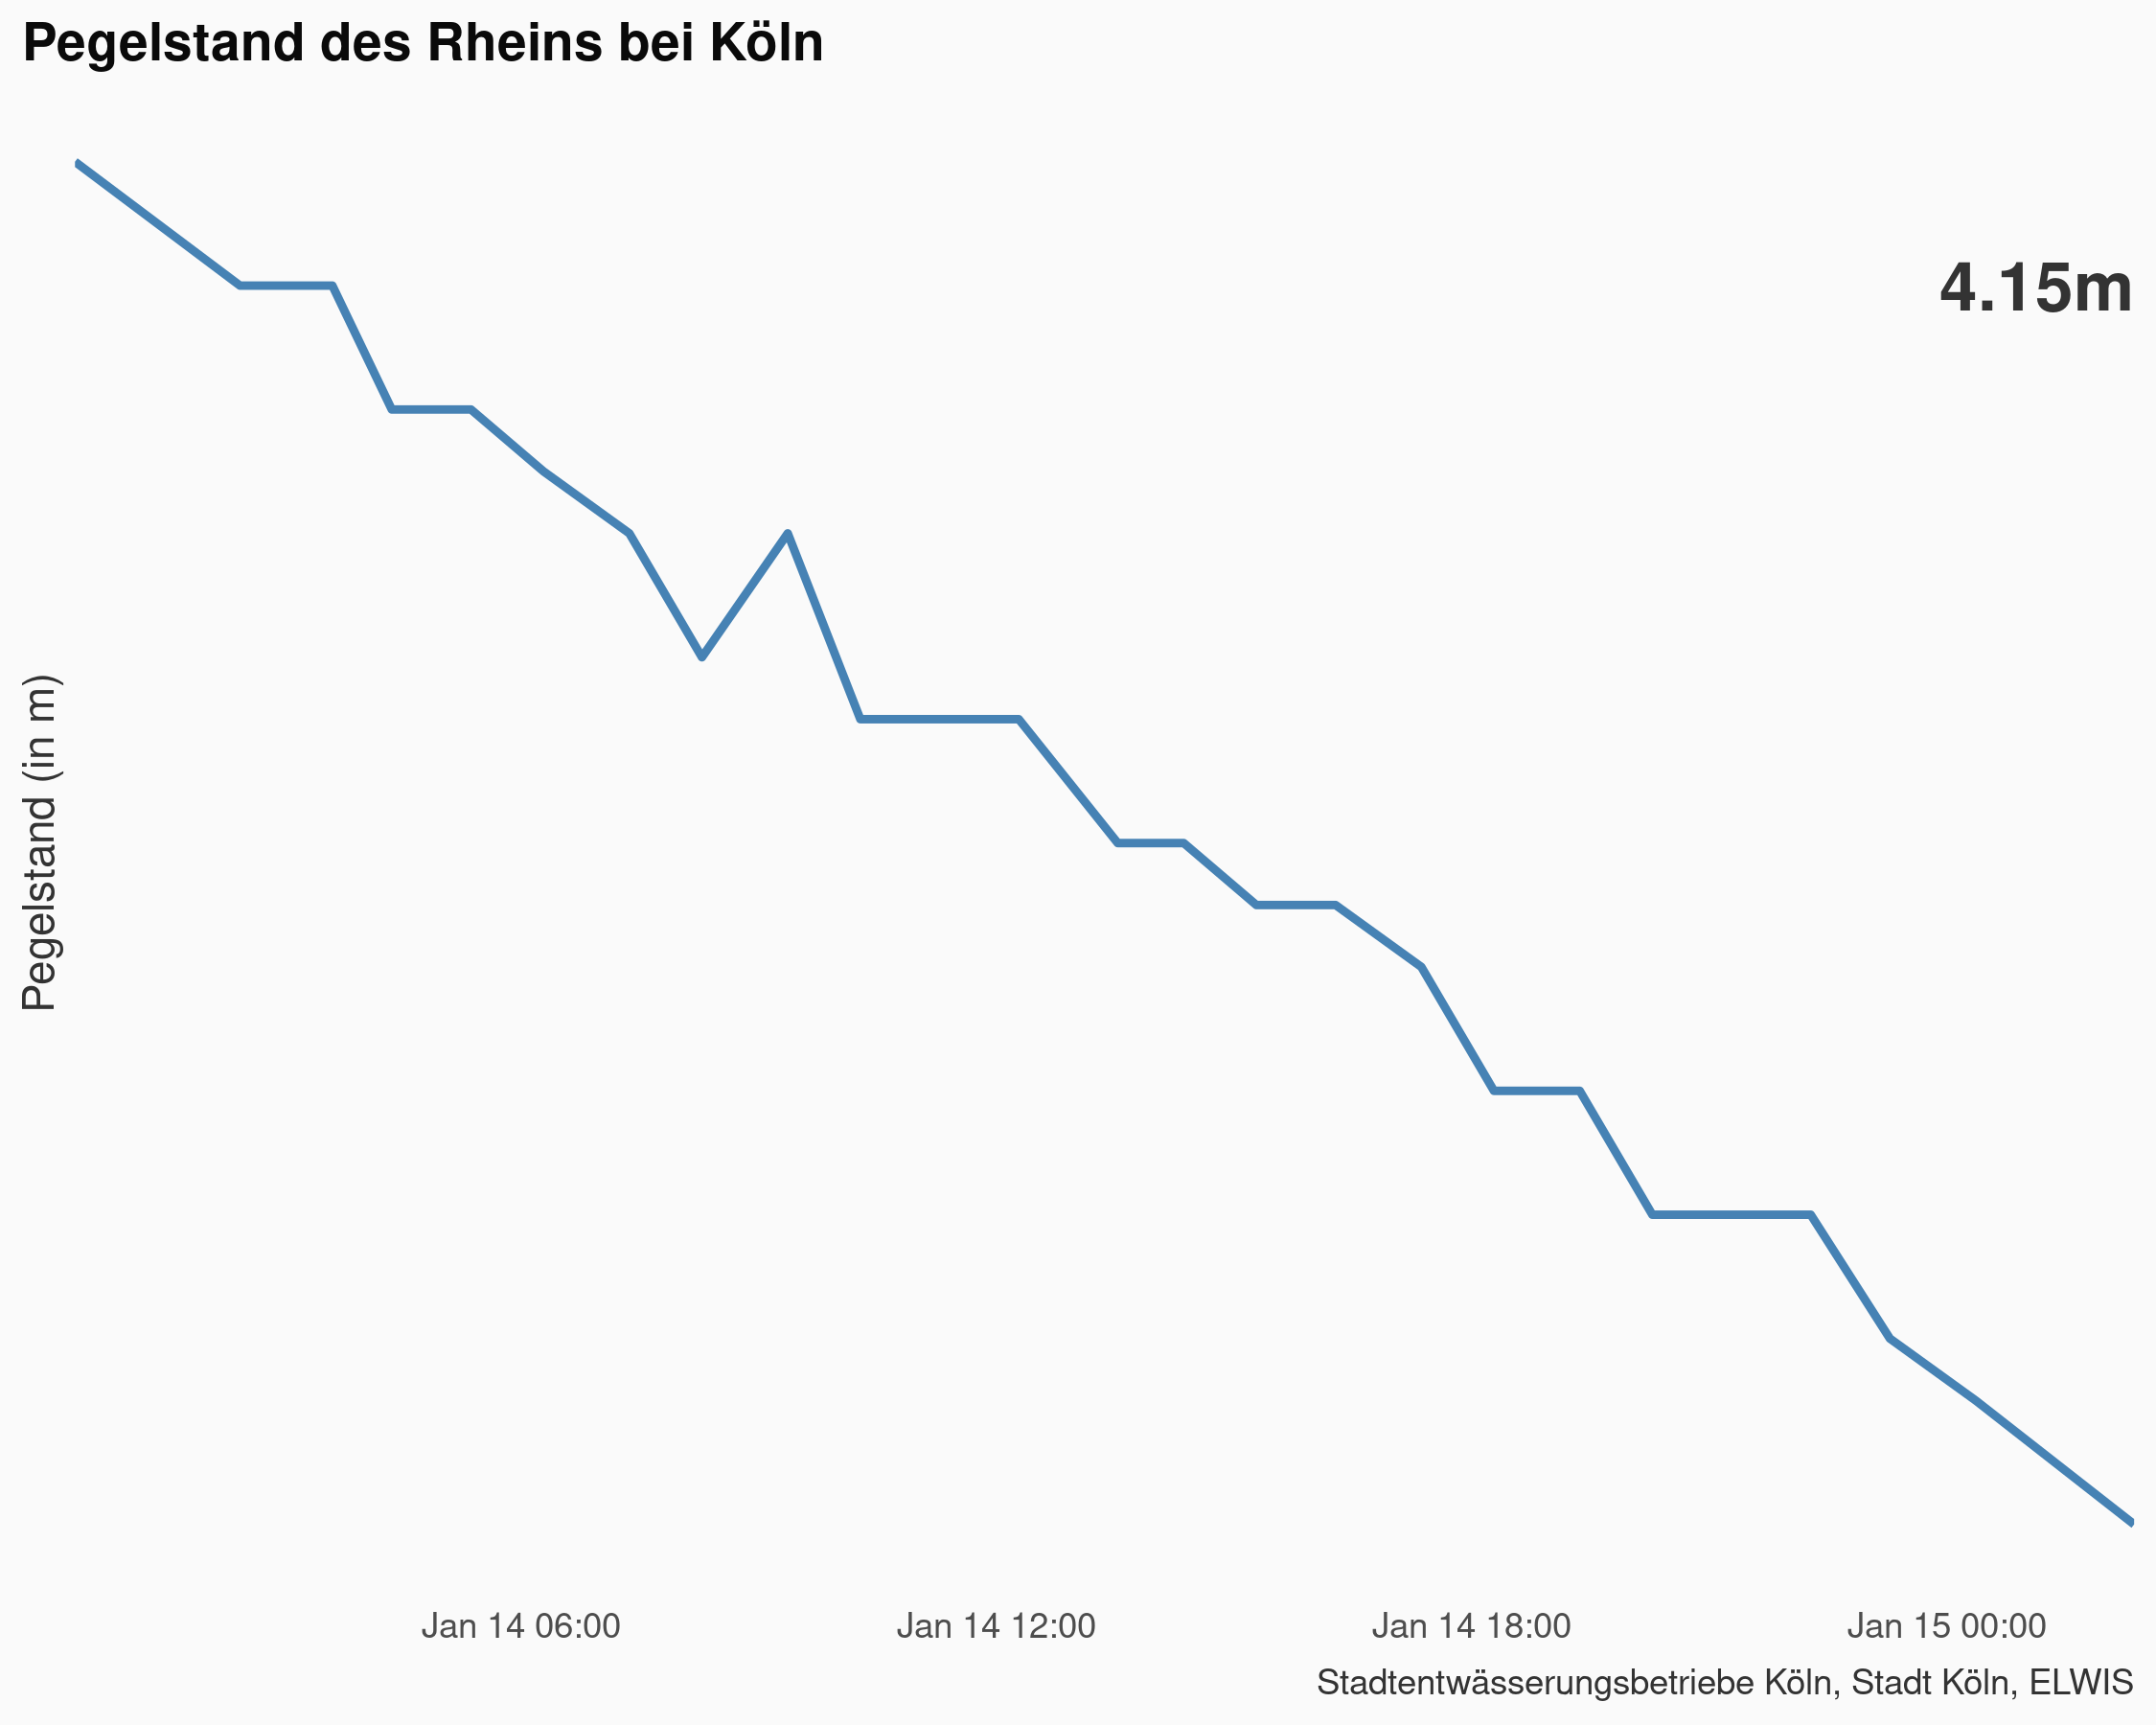 Pegelstand des Rheins bei Köln
4.15m
Pegelstand (in m)
Jan 14 06:00
Jan 14 12:00
Jan 14 18:00
Jan 15 00:00
Stadtentwässerungsbetriebe Köln, Stadt Köln, ELWIS